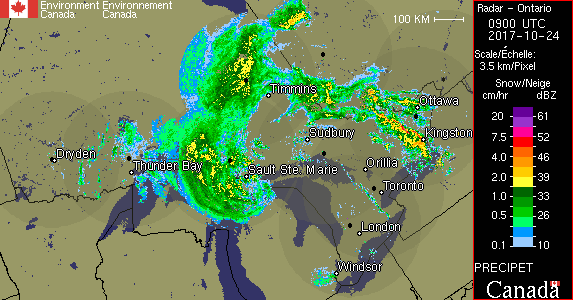 Environment Environnement
Canada Canada
100 KM
Timmins
Ottawa
Sudbury
Kingston
Dryden
Thunder Bay
Sault Ste. Marie
Orillia
Toronto
London
Windsor
Radar - Ontario
0900 UTC
2017-10-24
Scale/Échelle:
3.5 km/Pixel
Snow/Neige
cm/hr dBZ
20 61
7.5 52
4.0 46
2.0 39
1.0 33
0.5 26
0.1 10
PRECIPET
Canada